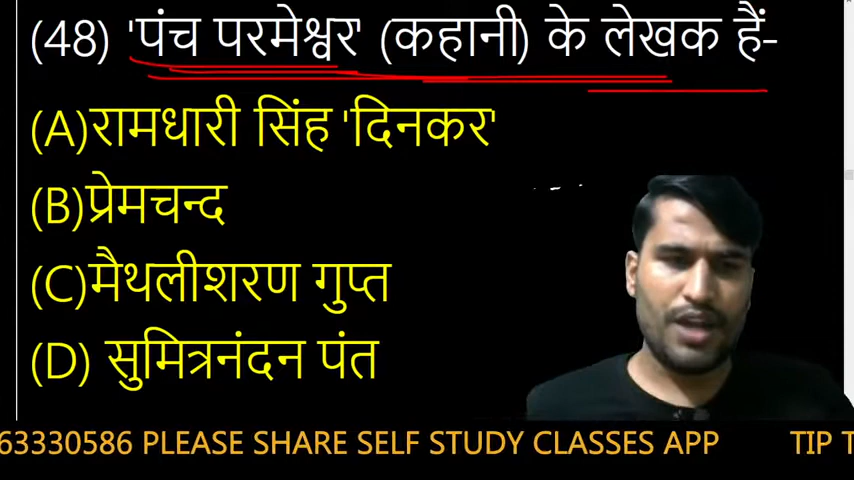 (48) 'पंच परमेश्वर' (कहानी) के लेखक हैं-
(A)रामधारी सिंह 'दिनकर'
(B)प्रेमचन्द
(C)मैथलीशरण गुप्त
(D) सुमित्रनंदन पंत
63330586 PLEASE SHARE SELF STUDY CLASSES APP TIP T